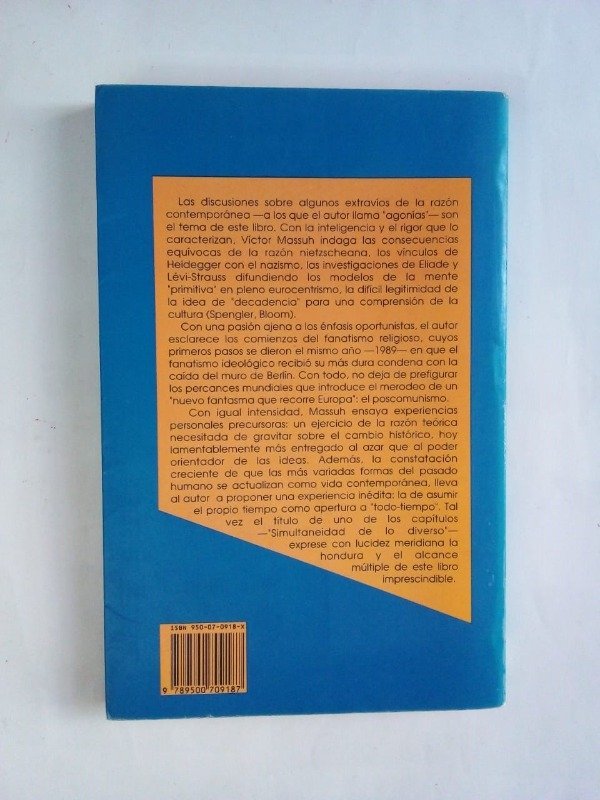 Las discusiones sobre algunos extravíos de la razón
contemporánea —a los que el autor llama "agonías"— son
el tema de este libro. Con la inteligencia y el rigor que lo
caracterizan, Víctor Massuh indaga las consecuencias
equívocas de la razón nietzscheana, los vínculos de
Heidegger con el nazismo, las investigaciones de Eliade y
Lévi-Strauss difundiendo los modelos de la mente
"primitiva" en pleno eurocentrismo, la difícil legitimidad de
la idea de "decadencia" para una comprensión de la
cultura (Spengler, Bloom).
Con una pasión ajena a los énfasis oportunistas, el autor
esclarece los comienzos del fanatismo religioso, cuyos
primeros pasos se dieron el mismo año —1989— en que el
fanatismo ideológico recibió su más dura condena con la
caída del muro de Berlín. Con todo, no deja de prefigurar
los percances mundiales que introduce el merodeo de un
"nuevo fantasma que recorre Europa": el poscomunismo.
Con igual intensidad, Massuh ensaya experiencias
personales precursoras: un ejercicio de la razón teórica
necesitada de gravitar sobre el cambio histórico, hoy
lamentablemente más entregado al azar que al poder
orientador de las ideas. Además, la constatación
creciente de que las más variadas formas del pasado
humano se actualizan como vida contemporánea, lleva
al autor a proponer una experiencia inédita: la de asumir
el propio tiempo como apertura a "todo-tiempo". Tal
vez el título de uno de los capítulos
—"Simultaneidad de lo diverso"—
exprese con lucidez meridiana la
hondura y el alcance
múltiple de este libro
imprescindible.
ISBN 950-07-0918-X
9 789500 709187